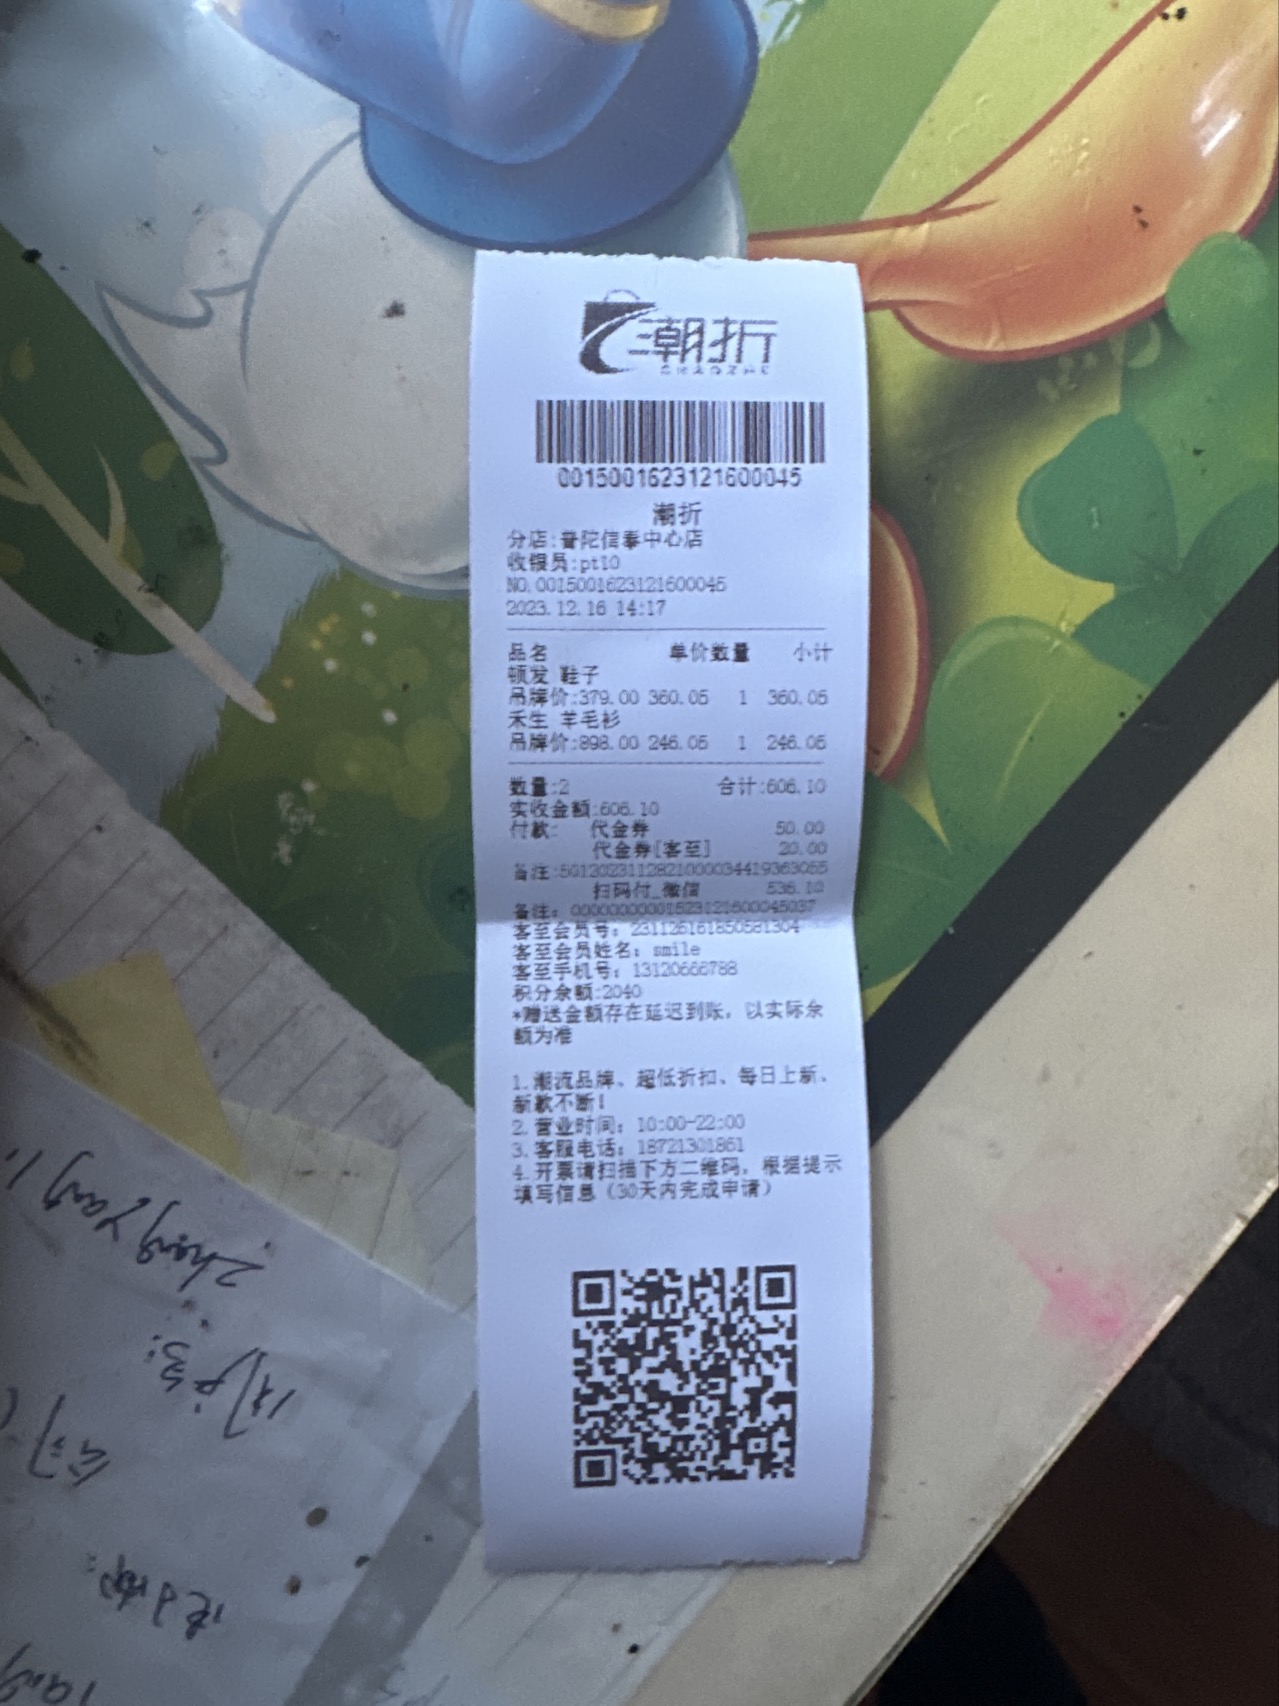 潮折
CHAOZHE
0015001623121600045
潮折
分店:普陀信泰中心店
收银员:pt10
NO.0015001623121600045
2023.12.16 14:17
品名 单价数量 小计
顿发 鞋子
吊牌价:379.00 360.05 1 360.05
禾生 羊毛衫
吊牌价:898.00 246.05 1 246.05
数量:2 合计:606.10
实收金额:606.10
付款: 代金券 50.00
代金券[客至] 20.00
备注:5012023112821000034419363055
扫码付_微信 536.10
备注: 00000000001623121600045037
客至会员号: 231126161850581304
客至会员姓名: smile
客至手机号: 13120666788
积分余额:2040
*赠送金额存在延迟到账，以实际余
额为准
1.潮流品牌、超低折扣、每日上新、
新款不断！
2.营业时间：10:00-22:00
3.客服电话：18721301861
4.开票请扫描下方二维码，根据提示
填写信息（30天内完成申请）
Zhong Yang